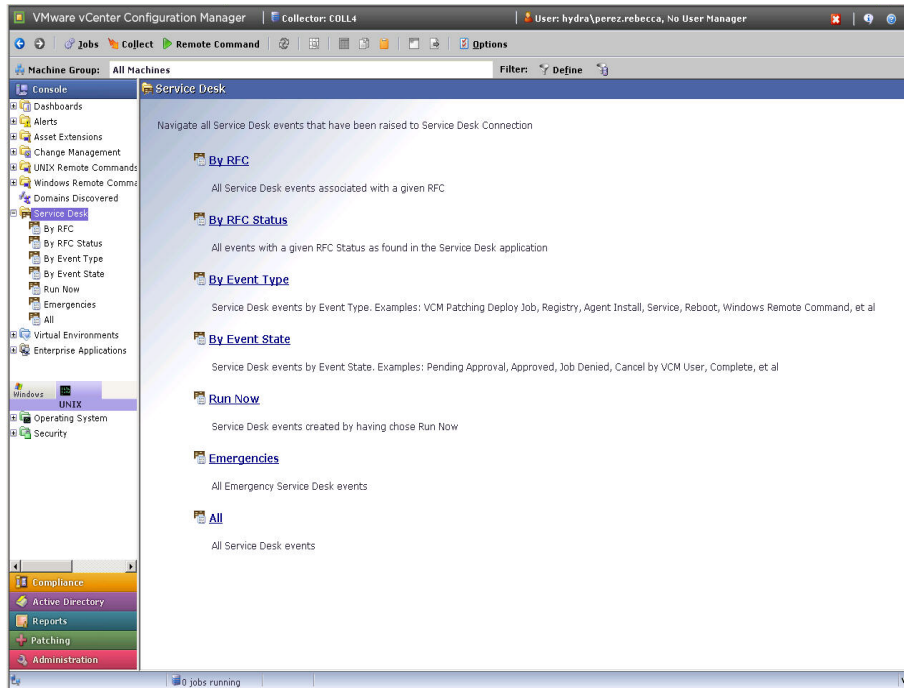 VMware vCenter Configuration Manager
Collector: COLL4
User: hydra\perez.rebecca, No User Manager
Jobs
Collect
Remote Command
Options
Machine Group: All Machines
Filter: Define
Console
Service Desk
Dashboards
Alerts
Asset Extensions
Change Management
UNIX Remote Commands
Windows Remote Comma
Domains Discovered
Service Desk
By RFC
By RFC Status
By Event Type
By Event State
Run Now
Emergencies
All
Virtual Environments
Enterprise Applications
Windows
UNIX
Operating System
Security
Compliance
Active Directory
Reports
Patching
Administration
Navigate all Service Desk events that have been raised to Service Desk Connection
By RFC
All Service Desk events associated with a given RFC
By RFC Status
All events with a given RFC Status as found in the Service Desk application
By Event Type
Service Desk events by Event Type. Examples: VCM Patching Deploy Job, Registry, Agent Install, Service, Reboot, Windows Remote Command, et al
By Event State
Service Desk events by Event State. Examples: Pending Approval, Approved, Job Denied, Cancel by VCM User, Complete, et al
Run Now
Service Desk events created by having chose Run Now
Emergencies
All Emergency Service Desk events
All
All Service Desk events
0 jobs running